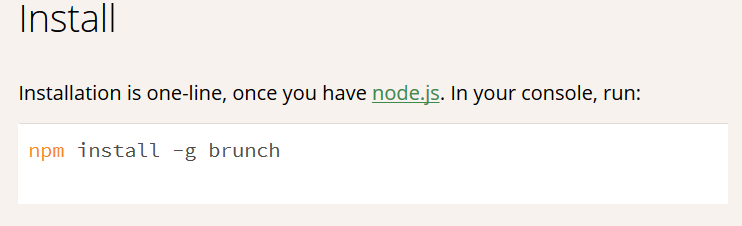 Install
Installation is one-line, once you have node.js. In your console, run:
npm install -g brunch